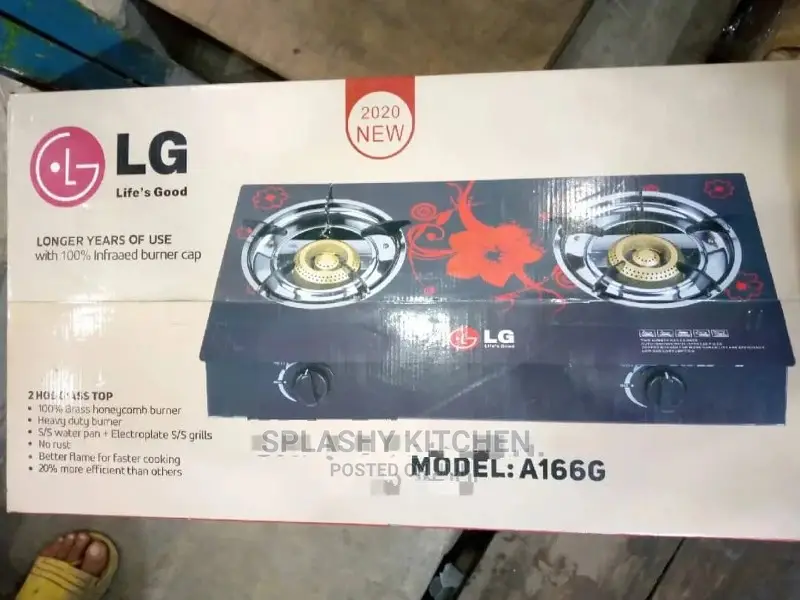 2020
NEW
LG
Life's Good
LONGER YEARS OF USE
with 100% Infraaed burner cap
LG
Life's Good
2 HOB GLASS TOP
• 100% Brass honeycomb burner
• Heavy duty burner
• S/S water pan + Electroplate S/S grills
• No rust
• Better flame for faster cooking
• 20% more efficient than others
SPLASHY KITCHEN.
POSTED
MODEL: A166G